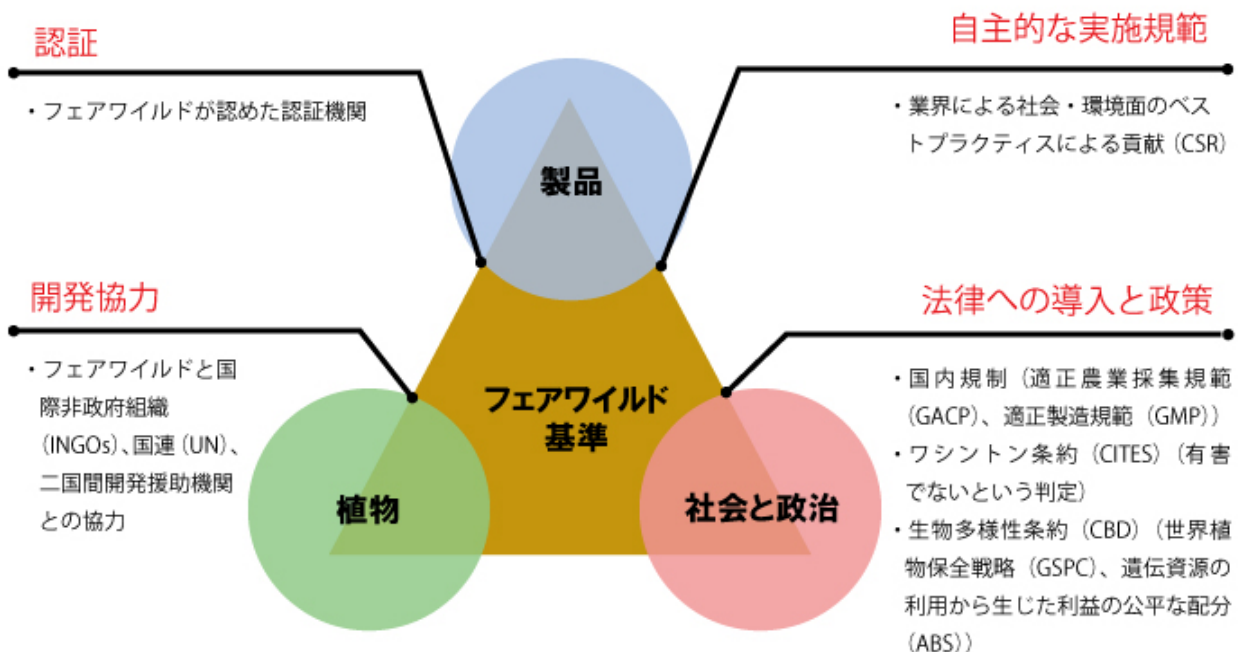 認証
・フェアワイルドが認めた認証機関
自主的な実施規範
・業界による社会・環境面のベス
トプラクティスによる貢献（CSR）
製品
開発協力
・フェアワイルドと国
際非政府組織
（INGOs）、国連（UN）、
二国間開発援助機関
との協力
フェアワイルド
基準
植物
社会と政治
法律への導入と政策
・国内規制（適正農業採集規範
（GACP）、適正製造規範（GMP））
・ワシントン条約（CITES）（有害
でないという判定）
・生物多様性条約（CBD）（世界植
物保全戦略（GSPC）、遺伝資源の
利用から生じた利益の公平な配分
（ABS））